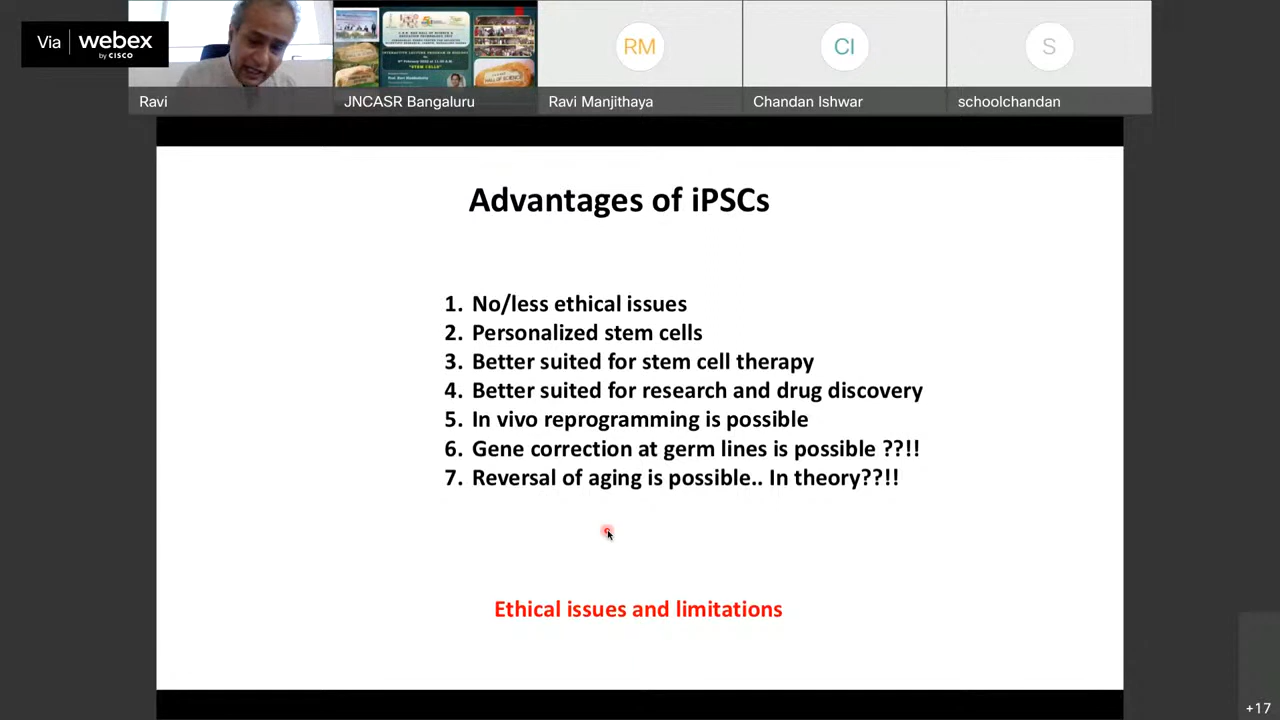 Via webex
by CISCO
RM
CI
S
Ravi
JNCASR Bangaluru
Ravi Manjithaya
Chandan Ishwar
schoolchandan
"STEM CELLS"
Advantages of iPSCs
1. No/less ethical issues
2. Personalized stem cells
3. Better suited for stem cell therapy
4. Better suited for research and drug discovery
5. In vivo reprogramming is possible
6. Gene correction at germ lines is possible ??!!
7. Reversal of aging is possible.. In theory??!!
Ethical issues and limitations
+17